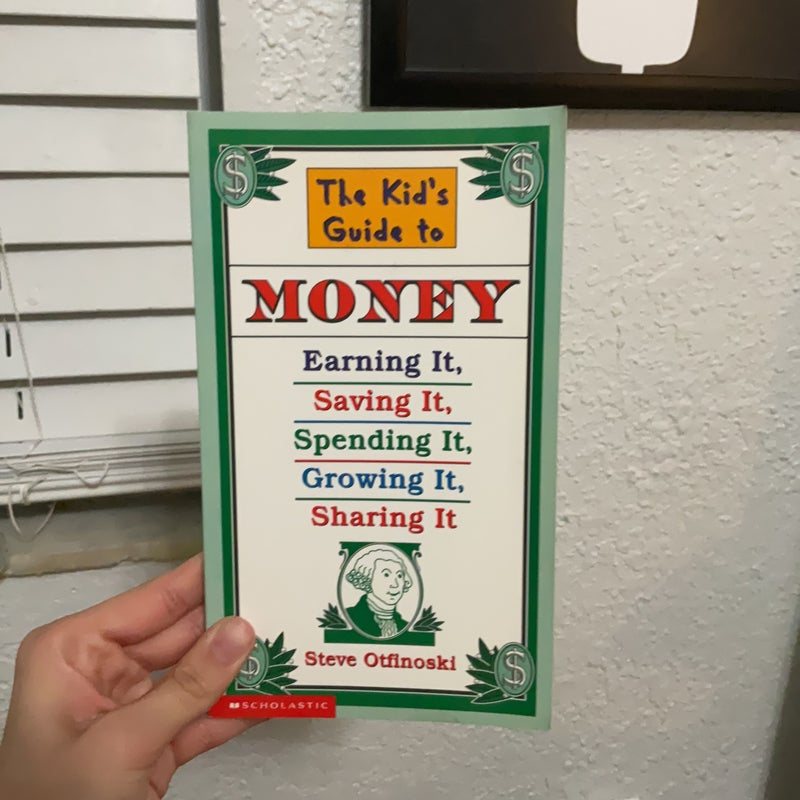 The Kid's
Guide to
MONEY
Earning It,
Saving It,
Spending It,
Growing It,
Sharing It
Steve Otfinoski
SCHOLASTIC